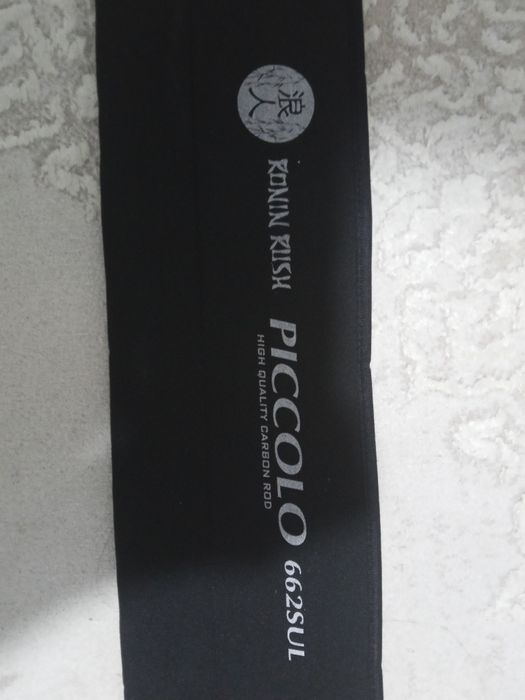 浪人
RONIN RUSH
PICCOLO 662SUL
HIGH QUALITY CARBON ROD